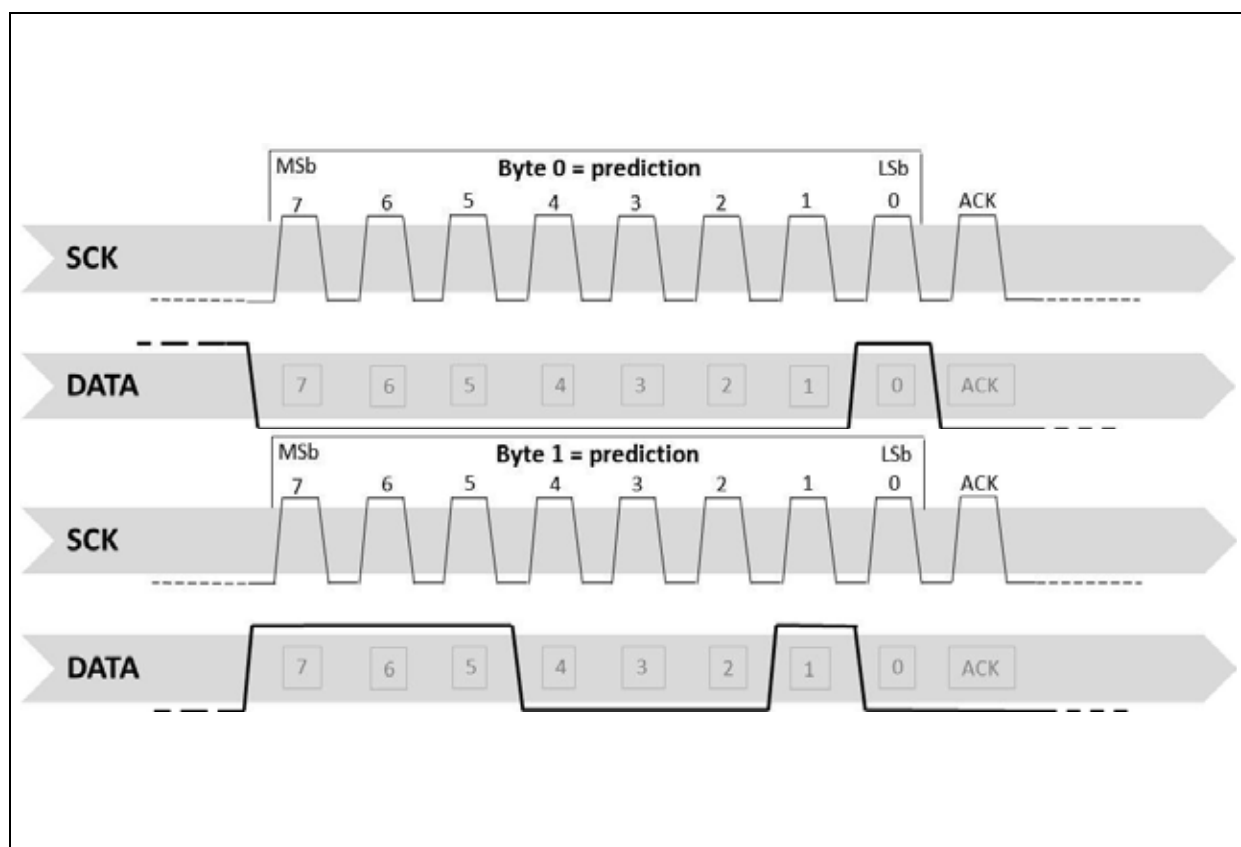 MSb Byte 0 = prediction LSb
7 6 5 4 3 2 1 0 ACK
SCK
DATA 7 6 5 4 3 2 1 0 ACK
MSb Byte 1 = prediction LSb
7 6 5 4 3 2 1 0 ACK
SCK
DATA 7 6 5 4 3 2 1 0 ACK